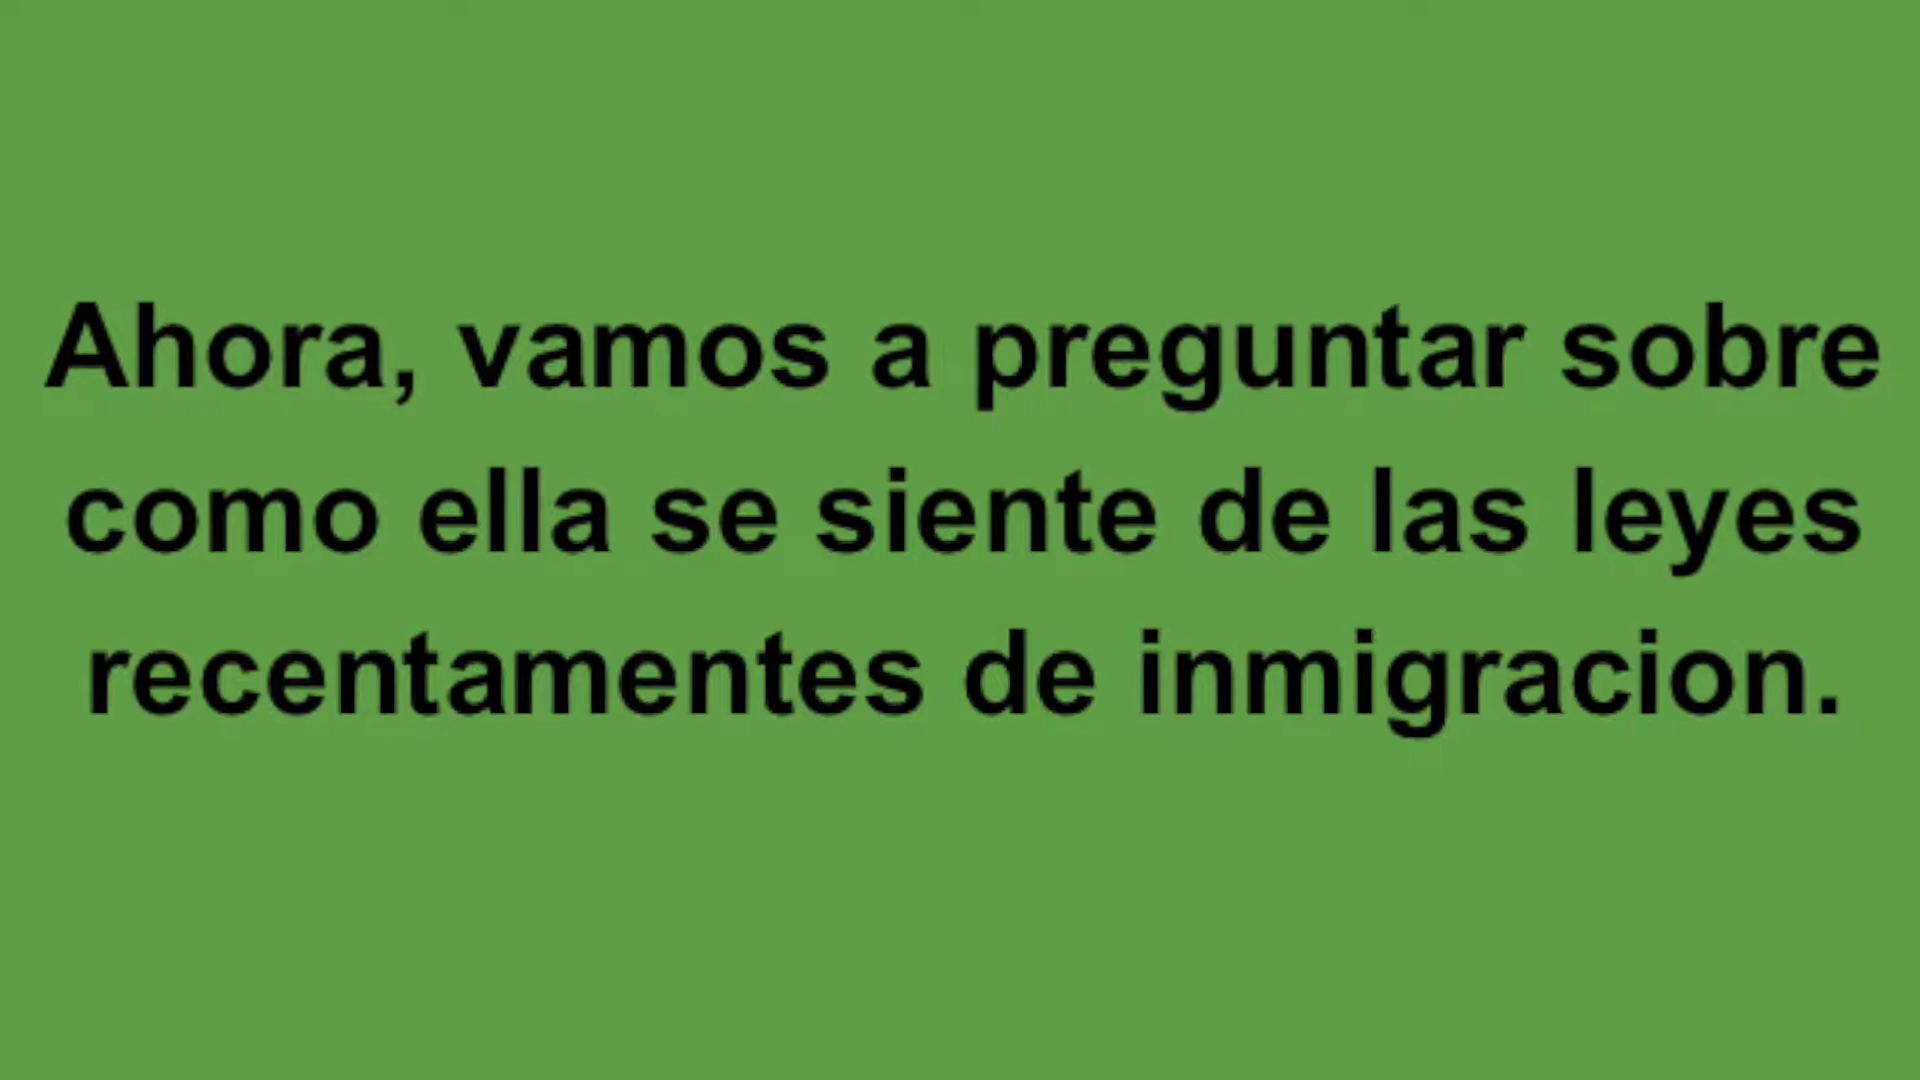 Ahora, vamos a preguntar sobre
como ella se siente de las leyes
recentamentes de inmigracion.